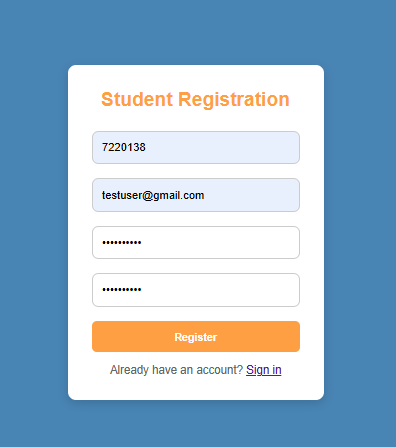 Student Registration
7220138
testuser@gmail.com
••••••••••
••••••••••
Register
Already have an account? Sign in